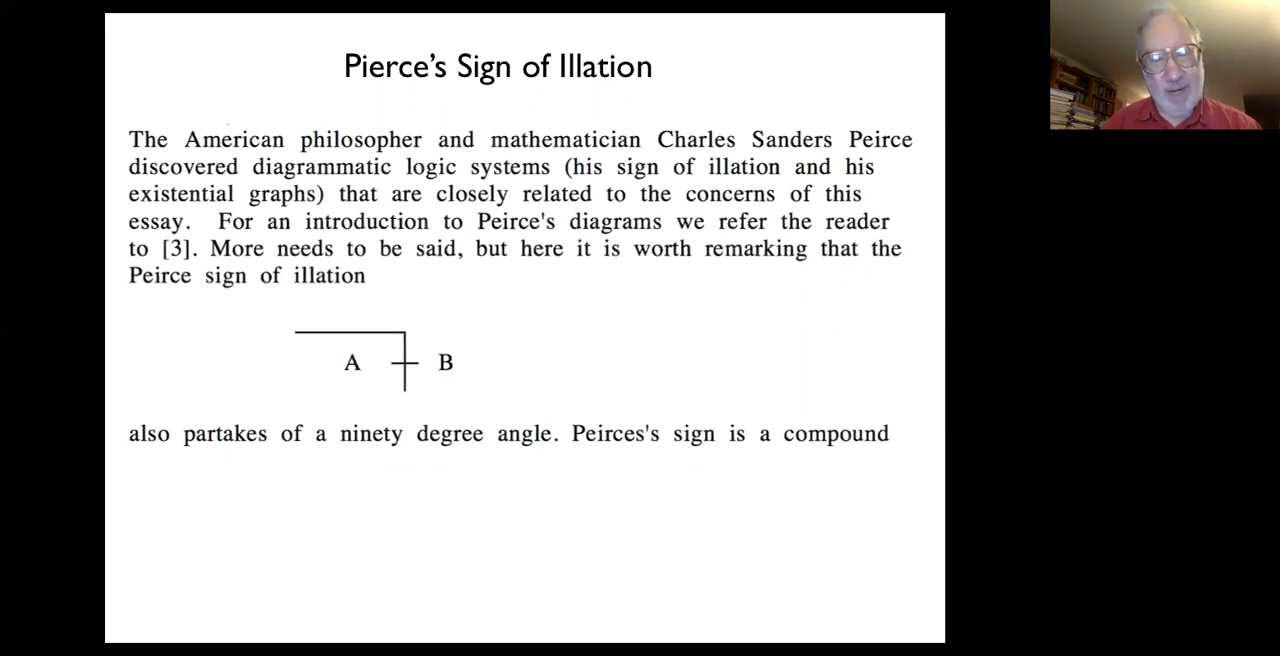 Pierce's Sign of Illation
The American philosopher and mathematician Charles Sanders Peirce
discovered diagrammatic logic systems (his sign of illation and his
existential graphs) that are closely related to the concerns of this
essay. For an introduction to Peirce's diagrams we refer the reader
to [3]. More needs to be said, but here it is worth remarking that the
Peirce sign of illation
A B
also partakes of a ninety degree angle. Peirces's sign is a compound